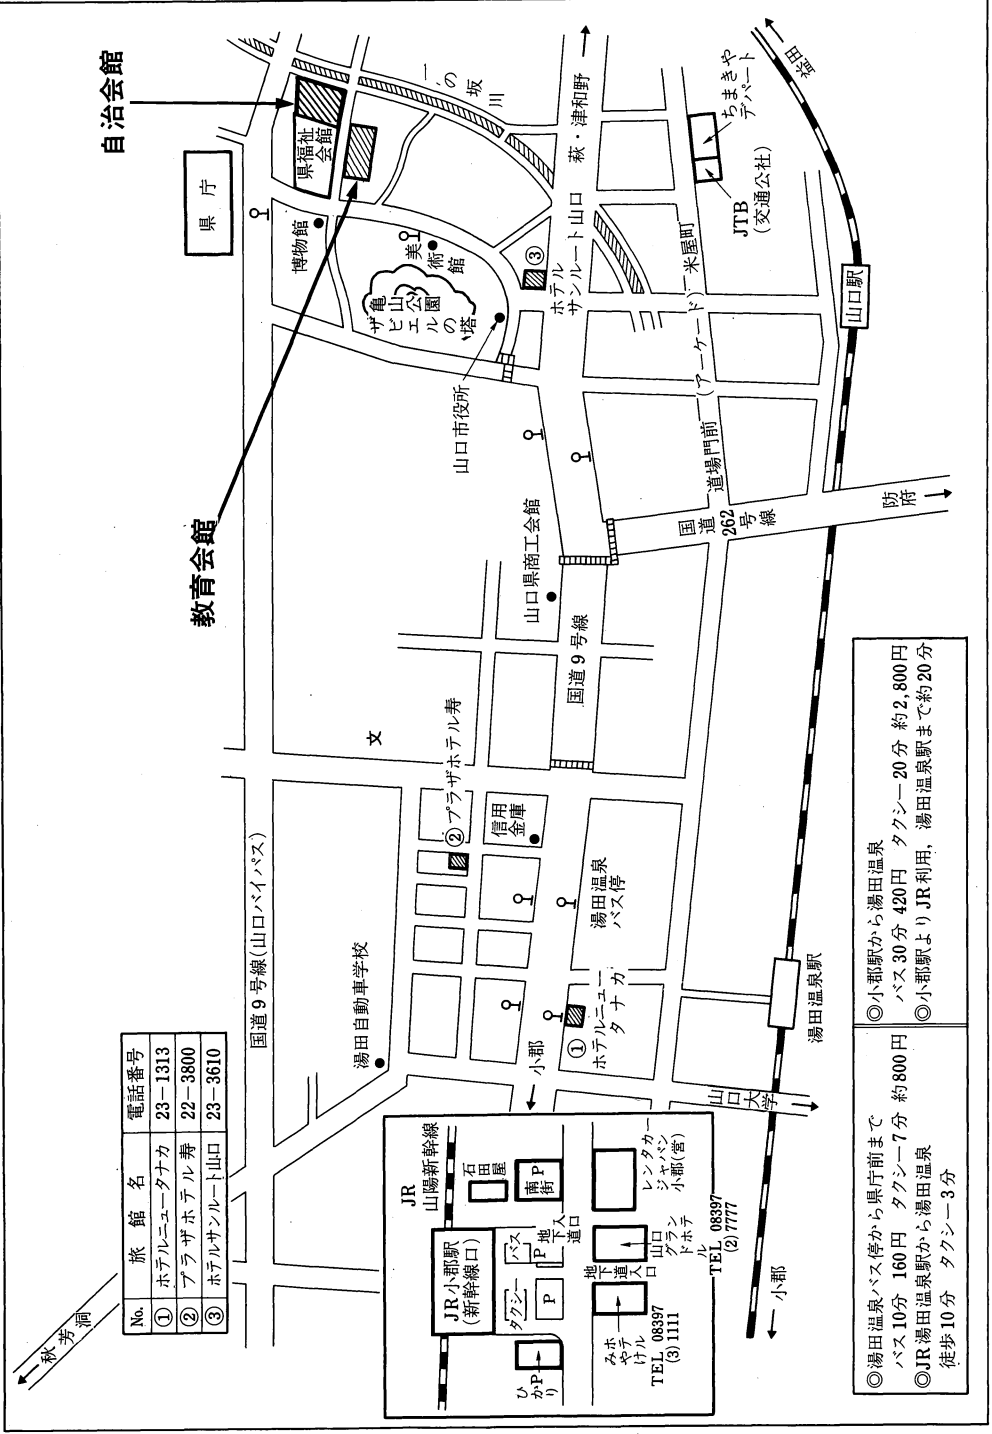 No. 旅館名 電話番号
① ホテルニュータナカ 23−1313
② プラザホテル寿 22−3800
③ ホテルサンルート山口 23−3610
秋芳洞
国道9号線(山口バイパス)
県庁
自治会館
教育会館
県福祉
会館
博物館
美術館
亀山公園
ザビエルの塔
一の坂川
山口市役所
③
ホテル
サンルート山口
萩・津和野
益田
ちまきや
デパート
JTB
(交通公社)
米屋町
(アーケード)
道場門前
山口駅
国道
262
号線
防府
山口県商工会館
国道9号線
文
②プラザホテル寿
信用
金庫
湯田温泉
バス停
湯田自動車学校
①
ホテルニュー
タナカ
小郡
山口大学
湯田温泉駅
小郡
JR
山陽新幹線
JR小郡駅
(新幹線口)
石田屋
南街P
バス
P
タクシー
P
地下道入口
地下道入口
ひかりP
みやけホテル
TEL 08397
(3)1111
山口グランドホテル
TEL 08397
(2)7777
レンタカー
ジャパン
小郡(営)
◎湯田温泉バス停から県庁前まで
バス10分 160円 タクシー7分 約800円
◎JR湯田温泉駅から湯田温泉
徒歩10分 タクシー3分
◎小郡駅から湯田温泉
バス30分 420円 タクシー20分 約2,800円
◎小郡駅よりJR利用,湯田温泉駅まで約20分